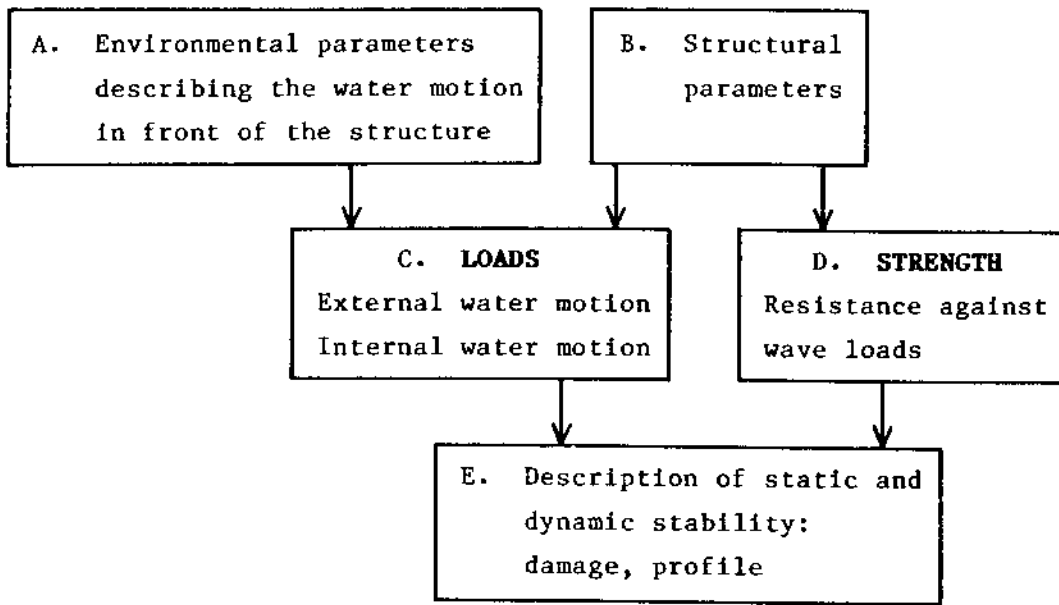 A. Environmental parameters
describing the water motion
in front of the structure
B. Structural
parameters
C. LOADS
External water motion
Internal water motion
D. STRENGTH
Resistance against
wave loads
E. Description of static and
dynamic stability:
damage, profile